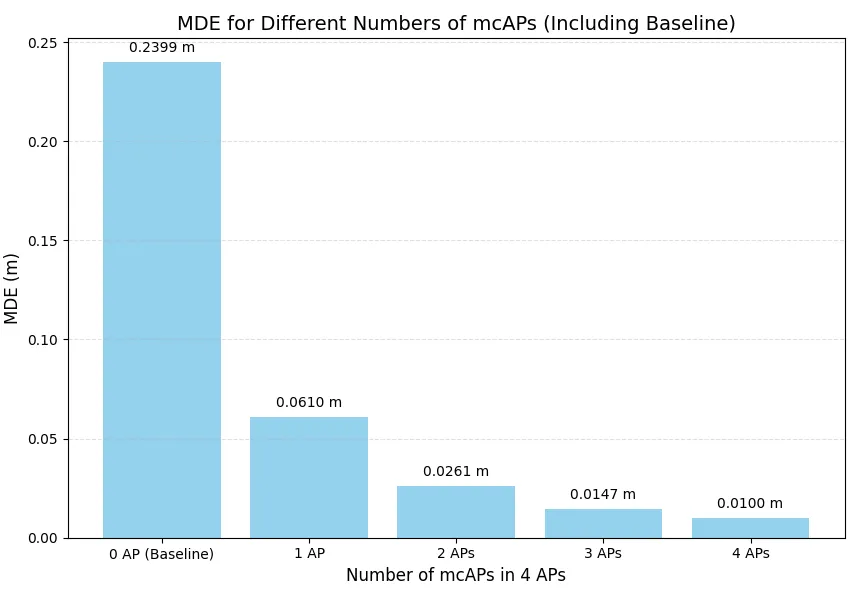 MDE for Different Numbers of mcAPs (Including Baseline)
0.25
0.2399 m
0.20
0.15
MDE (m)
0.10
0.0610 m
0.05
0.0261 m
0.0147 m
0.0100 m
0.00
0 AP (Baseline)
1 AP
2 APs
3 APs
4 APs
Number of mcAPs in 4 APs